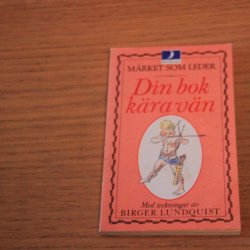 MÄRKET SOM LEDER
Din bok
kära vän
Med teckningar av
BIRGER LUNDQUIST